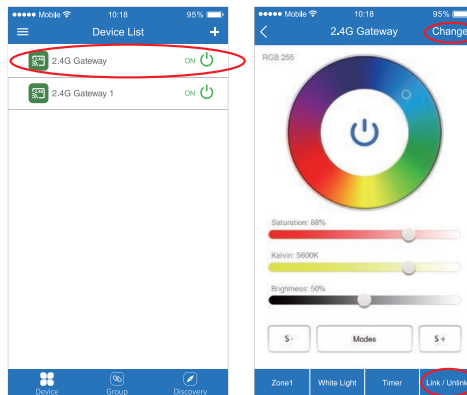 Mobile 10:18 95%
Device List +
2.4G Gateway ON
2.4G Gateway 1 ON
Device Group Discovery
Mobile 10:18 95%
2.4G Gateway Change
RGB:255
Saturation: 88%
Kelvin: 5600K
Brightness: 50%
S- Modes S+
Zone1 White Light Timer Link / Unlink